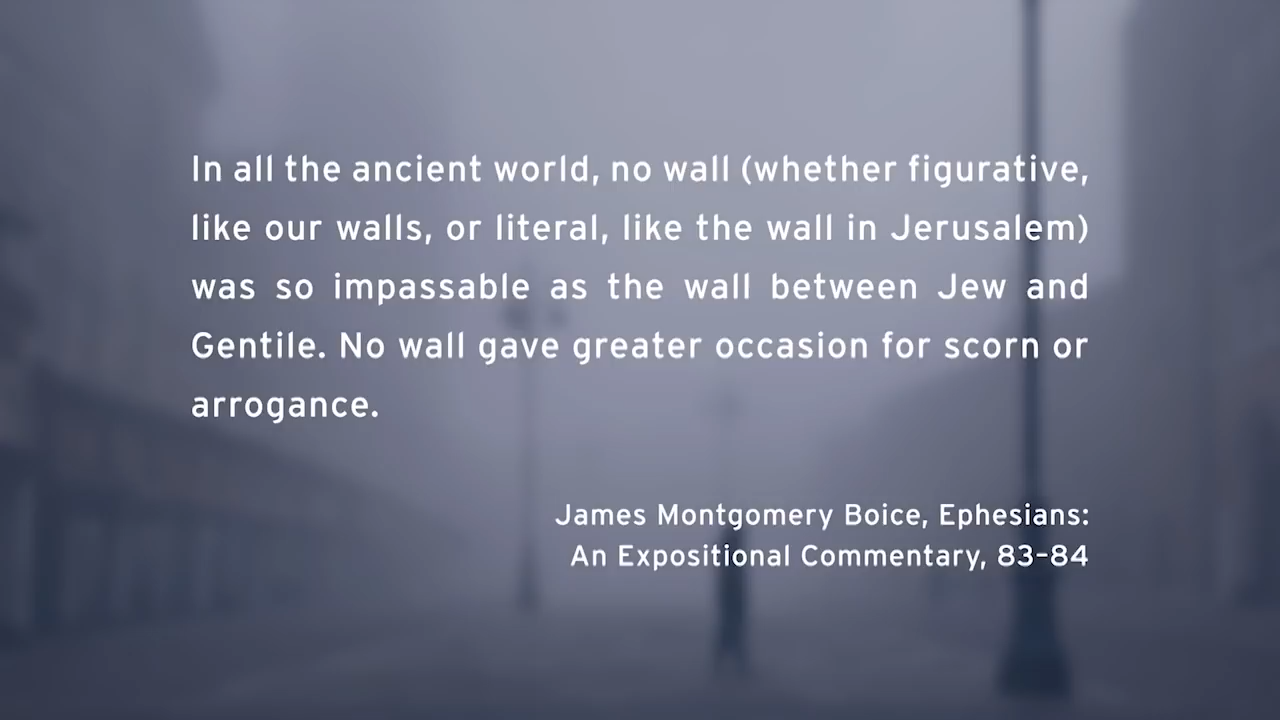 In all the ancient world, no wall (whether figurative,
like our walls, or literal, like the wall in Jerusalem)
was so impassable as the wall between Jew and
Gentile. No wall gave greater occasion for scorn or
arrogance.
James Montgomery Boice, Ephesians:
An Expositional Commentary, 83–84